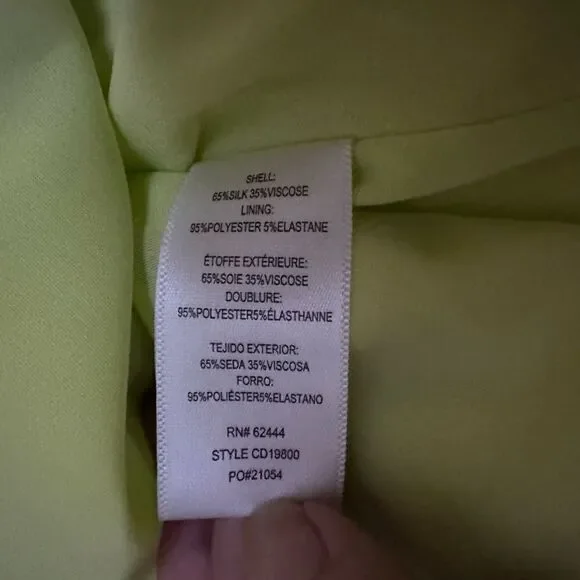 SHELL:
65%SILK 35%VISCOSE
LINING:
95%POLYESTER 5%ELASTANE
ÉTOFFE EXTÉRIEURE:
65%SOIE 35%VISCOSE
DOUBLURE:
95%POLYESTER5%ÉLASTHANNE
TEJIDO EXTERIOR:
65%SEDA 35%VISCOSA
FORRO:
95%POLIÉSTER5%ELASTANO
RN# 62444
STYLE CD19800
PO#21054